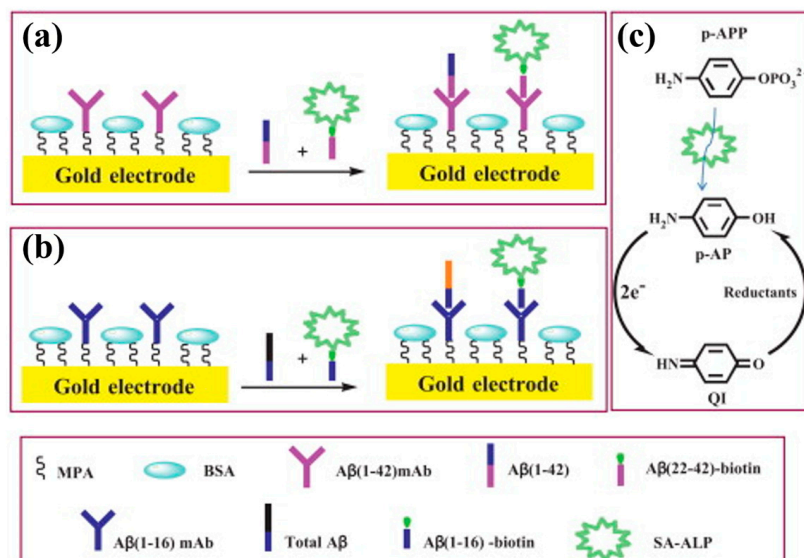 (a)
+
Gold electrode
Gold electrode
(b)
+
Gold electrode
Gold electrode
(c)
p-APP
H₂N
OPO₃²
H₂N
OH
p-AP
2e⁻
Reductants
HN
O
QI
MPA
BSA
Aβ(1-42)mAb
Aβ(1-42)
Aβ(22-42)-biotin
Aβ(1-16) mAb
Total Aβ
Aβ(1-16) -biotin
SA-ALP